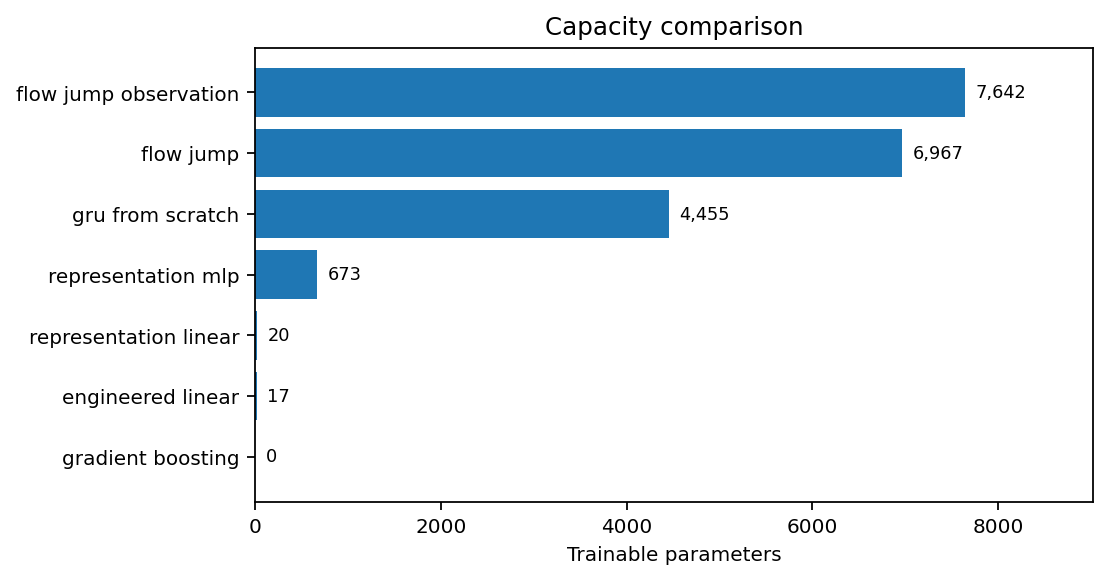 Capacity comparison
flow jump observation 7,642
flow jump 6,967
gru from scratch 4,455
representation mlp 673
representation linear 20
engineered linear 17
gradient boosting 0
0 2000 4000 6000 8000
Trainable parameters